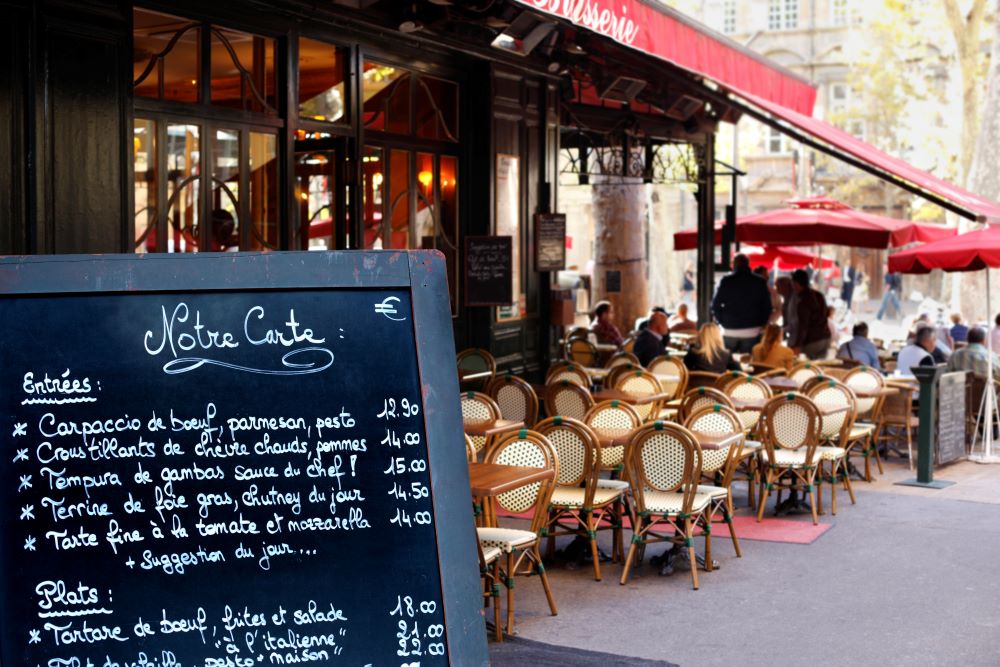 Brasserie
Notre Carte : €
Entrées :
* Carpaccio de boeuf, parmesan, pesto 12.90
* Croustillants de chèvre chauds, pommes 14.00
* Tempura de gambas sauce du chef ! 15.00
* Terrine de foie gras, chutney du jour 14.50
* Tarte fine à la tomate et mozzarella 14.00
+ Suggestion du jour....
Plats :
* Tartare de boeuf, frites et salade 18.00
"à l'italienne" 21.00
pesto "maison" 22.00